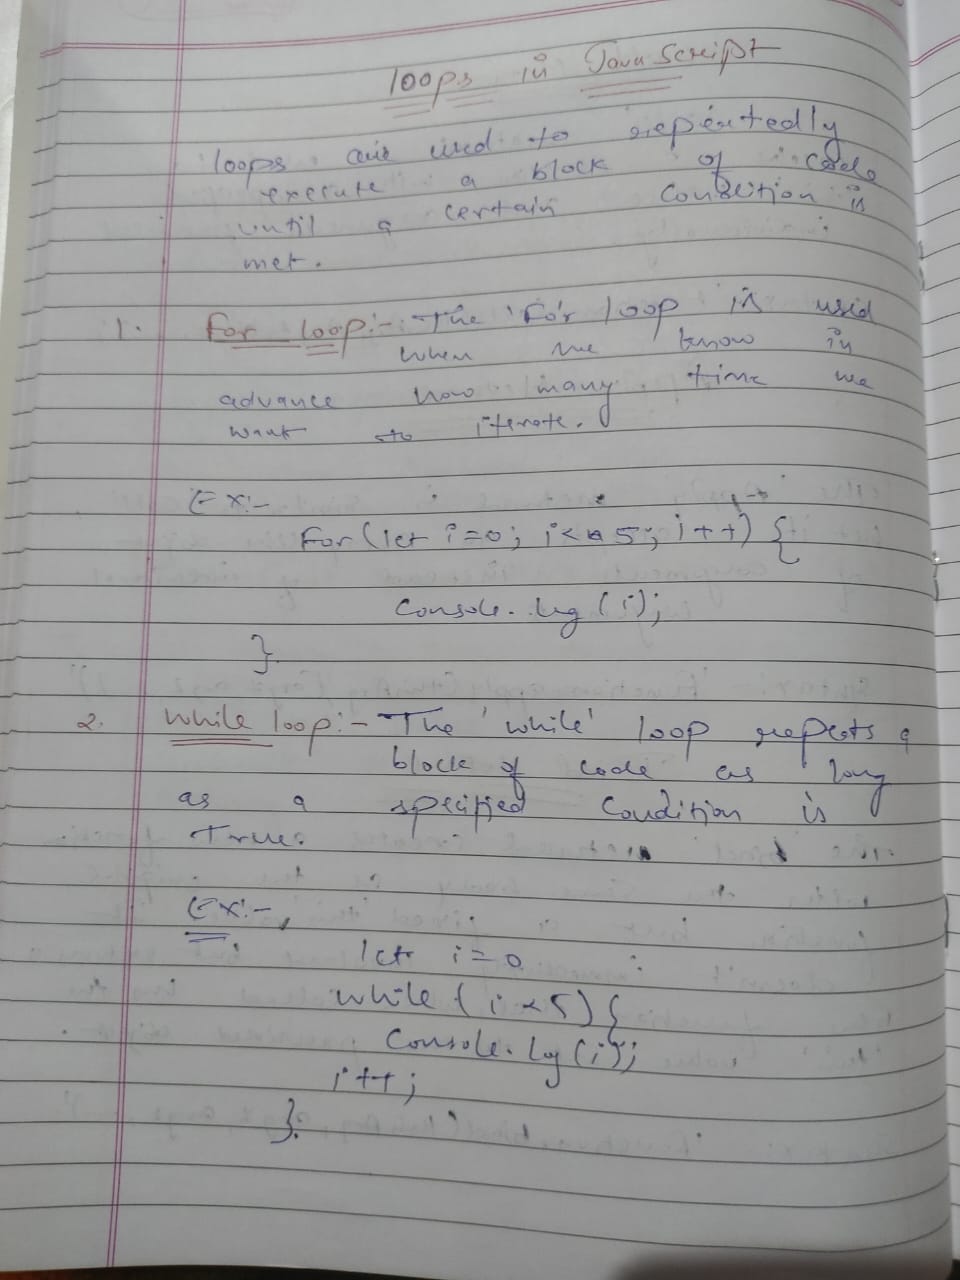 loops in JavaScript
loops are used to repeatedly
execute a block of code
until a certain condition is
met.
1. For loop:- The 'For loop is used
when we know in
advance how many time we
want to iterate.
Ex:-
For (let i=0; i< 5; i++) {
Console.log (i);
}
2. While loop:- The 'while' loop repeats a
block of code as long
as a specified Condition is
True.
Ex:-
let i=0
while (i<5) {
Console.log (i);
i++;
}